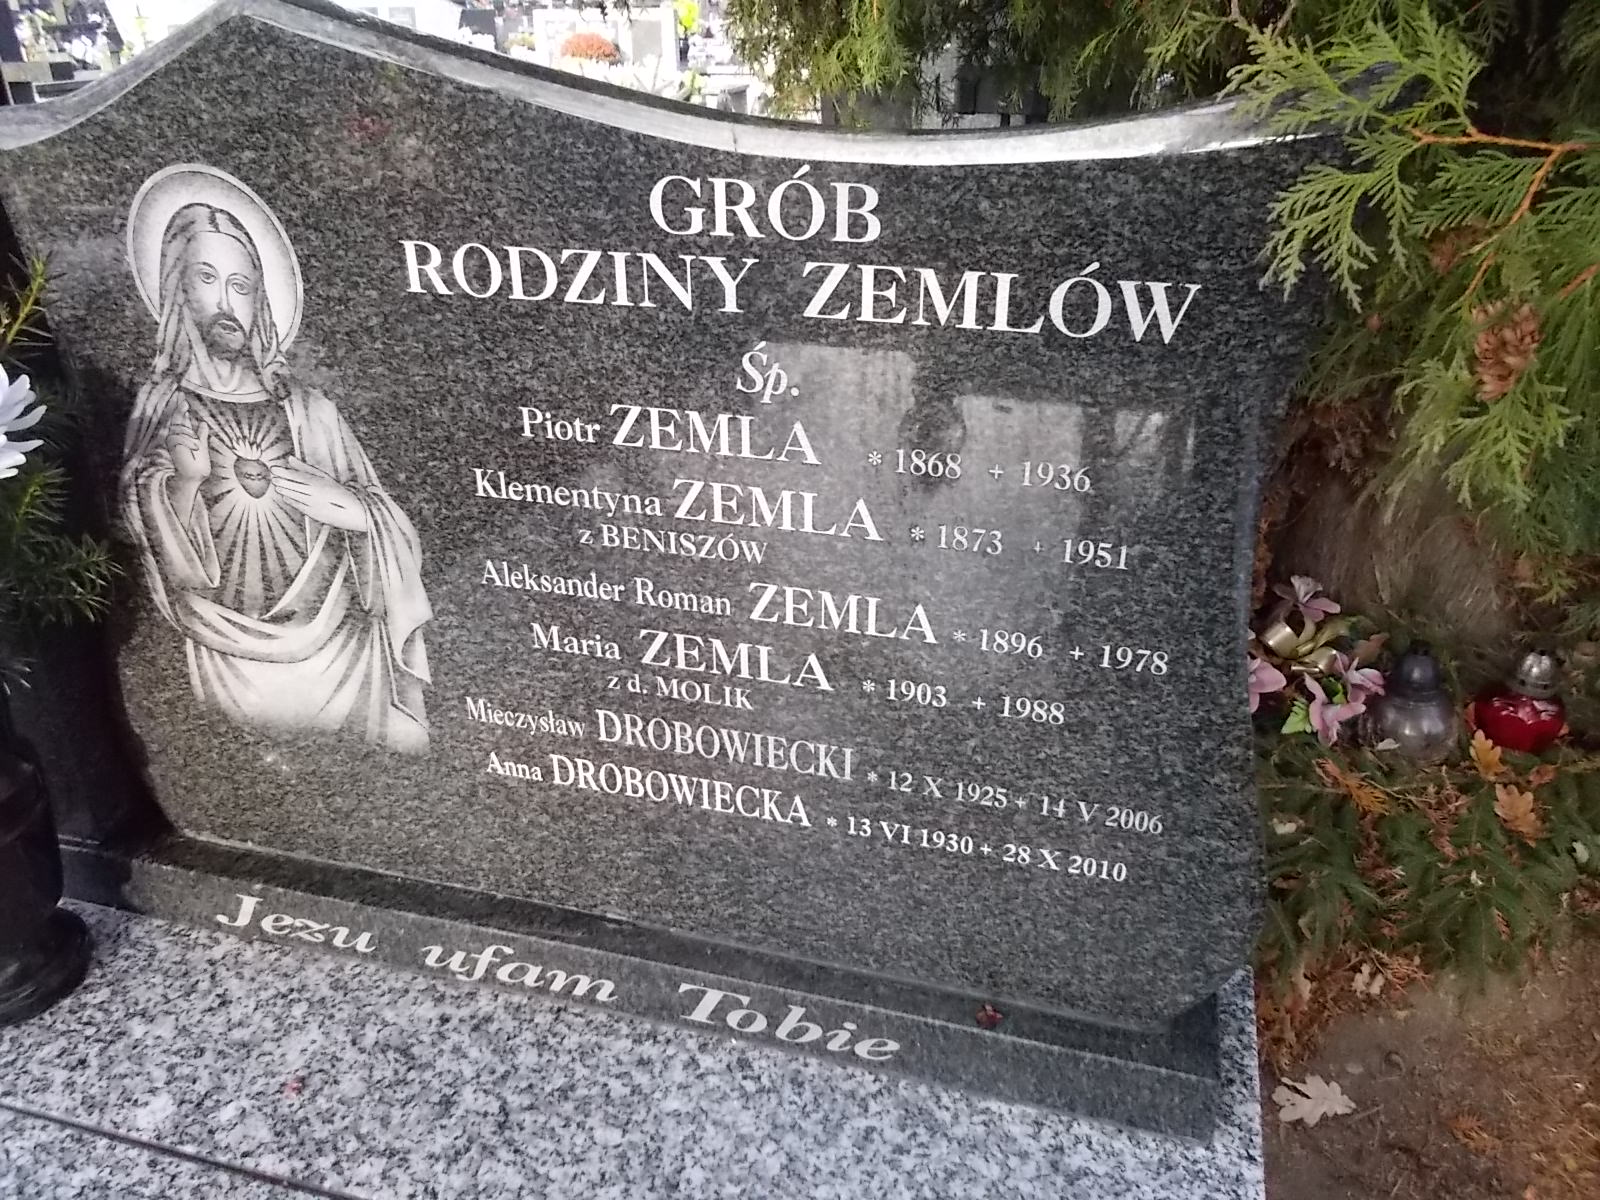 GRÓB
RODZINY ZEMLÓW
Śp.
Piotr ZEMLA * 1868 + 1936
Klementyna ZEMLA * 1873 + 1951
z BENISZÓW
Aleksander Roman ZEMLA * 1896 + 1978
Maria ZEMLA * 1903 + 1988
z d. MOLIK
Mieczysław DROBOWIECKI * 12 X 1925 + 14 V 2006
Anna DROBOWIECKA * 13 VI 1930 + 28 X 2010
Jezu ufam Tobie